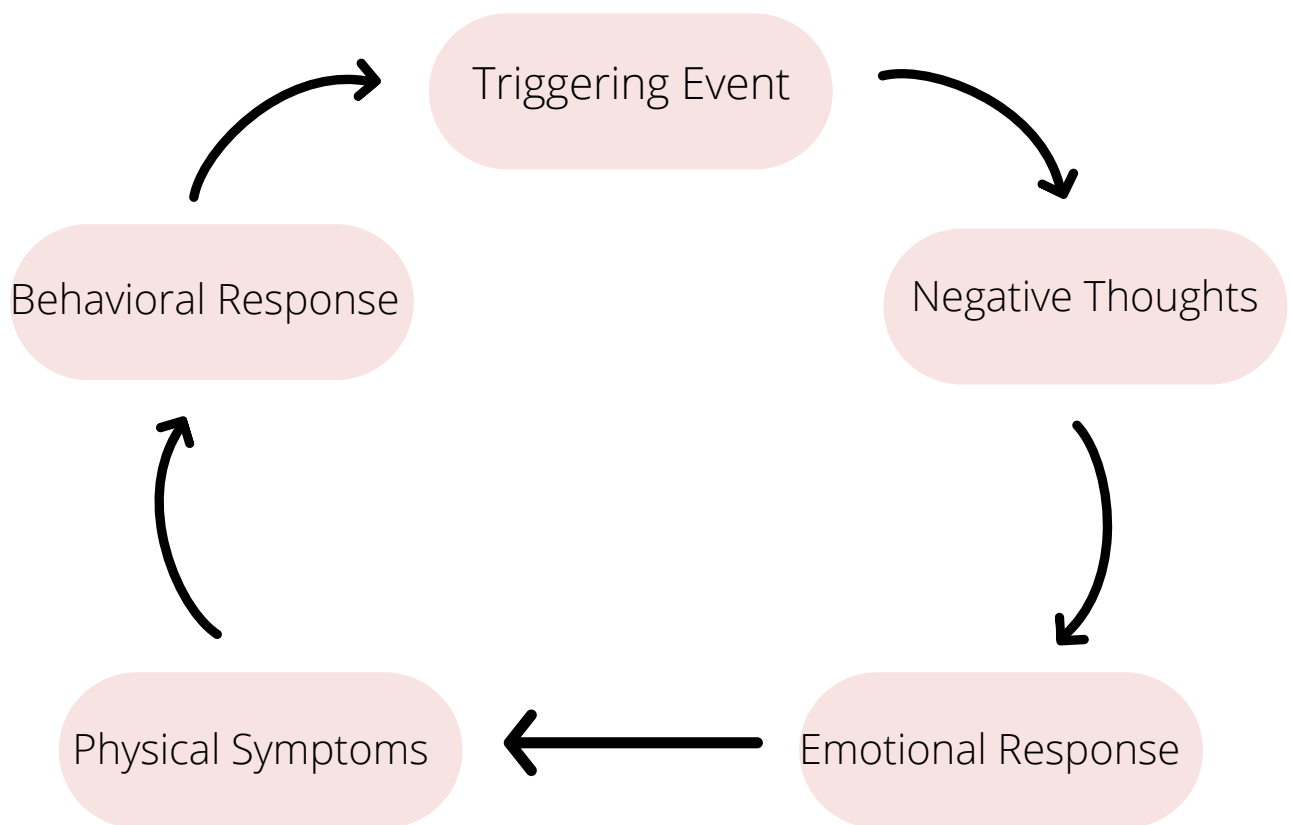 Triggering Event
Negative Thoughts
Emotional Response
Physical Symptoms
Behavioral Response